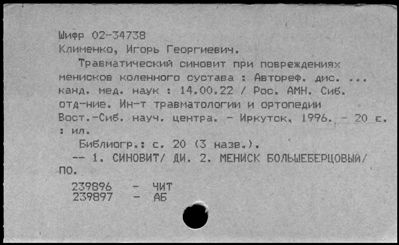 Шифр 02-34738
Клименко, Игорь Георгиевич.
Травматический синовит при повреждениях
менисков коленного сустава : Автореф. дис. ...
канд. мед. наук : 14.00.22 / Рос. АМН. Сиб.
отд-ние. Ин-т травматологии и ортопедии
Вост.-Сиб. науч. центра. - Иркутск, 1996. - 20 с.
: ил.
Библиогр.: с. 20 (3 назв.).
-- 1. СИНОВИТ/ ДИ. 2. МЕНИСК БОЛЬШЕБЕРЦОВЫЙ/
ПО.
239896 - ЧИТ
239897 - АБ